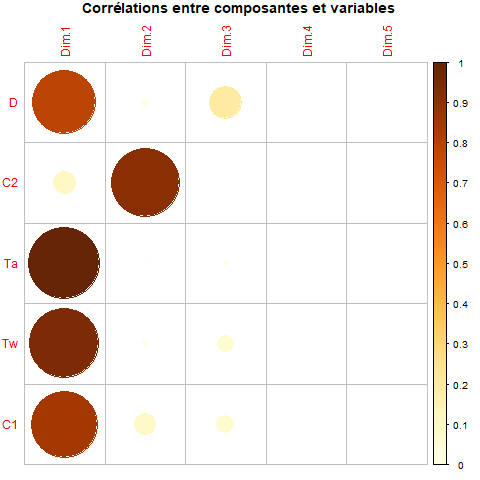 Corrélations entre composantes et variables
Dim.1 Dim.2 Dim.3 Dim.4 Dim.5
D
C2
Ta
Tw
C1
1
0.9
0.8
0.7
0.6
0.5
0.4
0.3
0.2
0.1
0